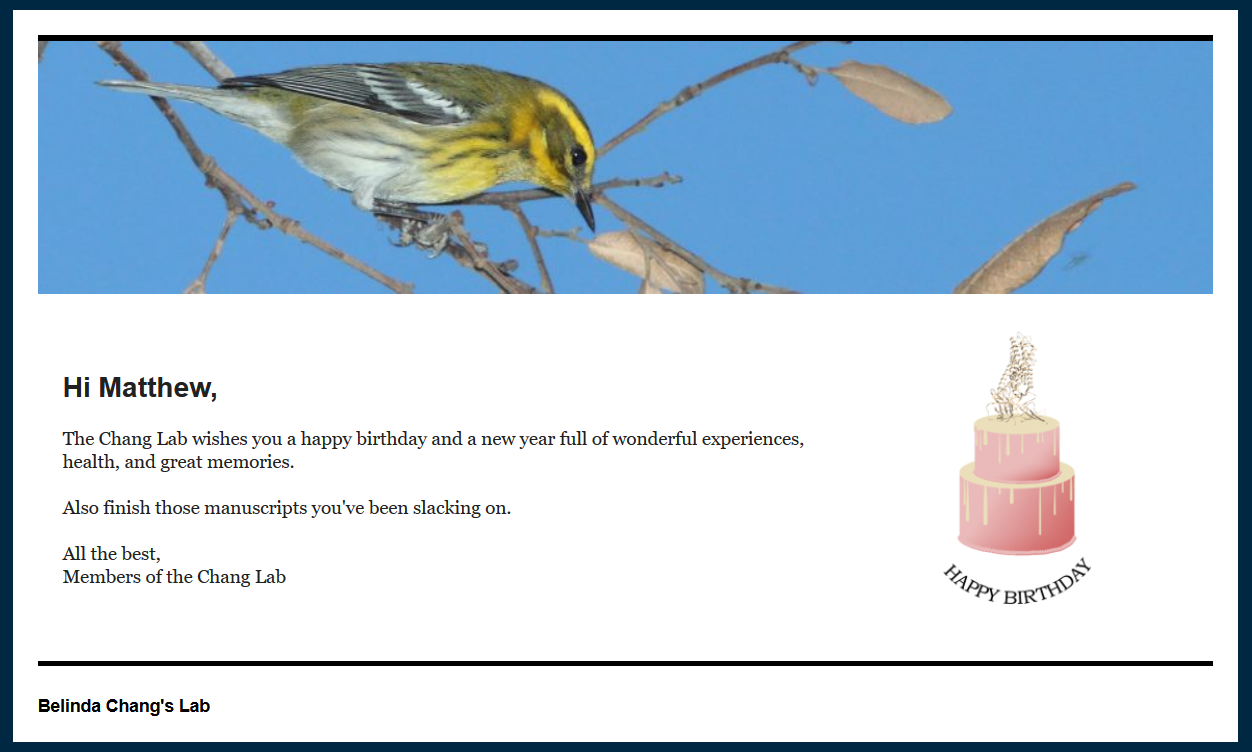 Hi Matthew,
The Chang Lab wishes you a happy birthday and a new year full of wonderful experiences,
health, and great memories.
Also finish those manuscripts you've been slacking on.
All the best,
Members of the Chang Lab
HAPPY BIRTHDAY
Belinda Chang's Lab